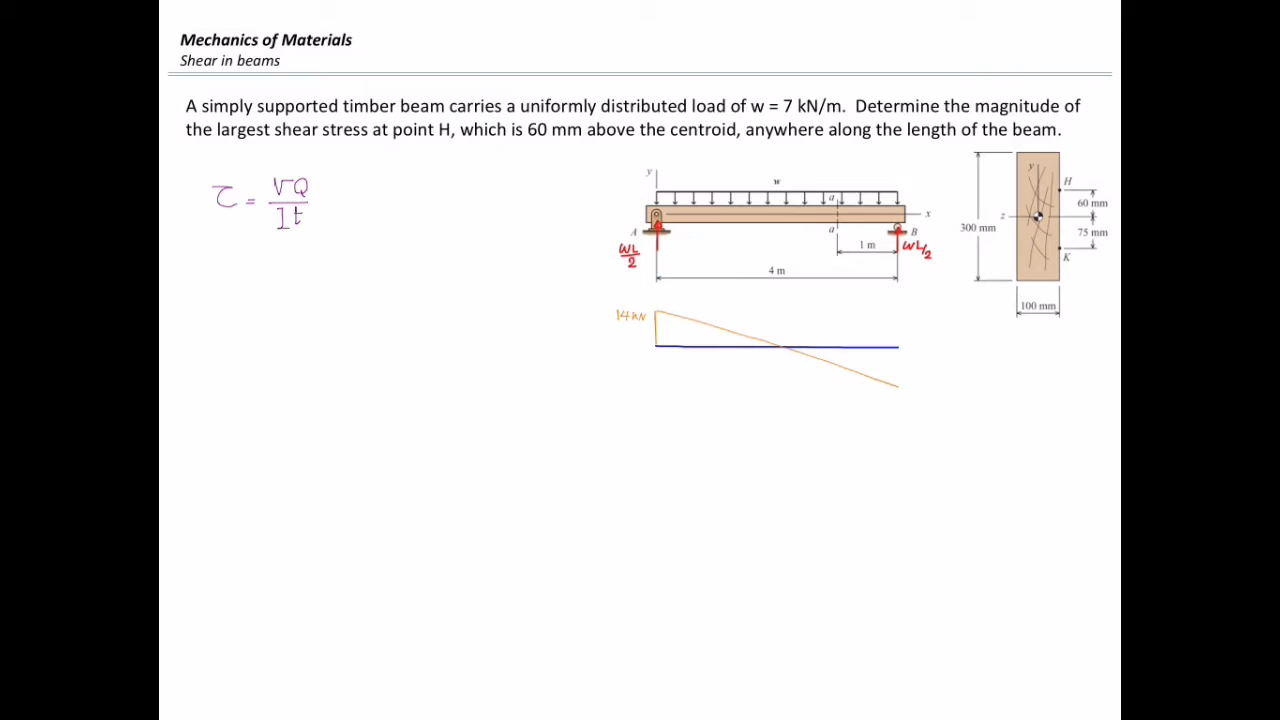 Mechanics of Materials
Shear in beams
A simply supported timber beam carries a uniformly distributed load of w = 7 kN/m. Determine the magnitude of
the largest shear stress at point H, which is 60 mm above the centroid, anywhere along the length of the beam.
τ = VQ
It
y
w
a
x
A
a
B
WL
2
1 m
WL/2
4 m
y
H
60 mm
z
300 mm
75 mm
K
100 mm
14 kN